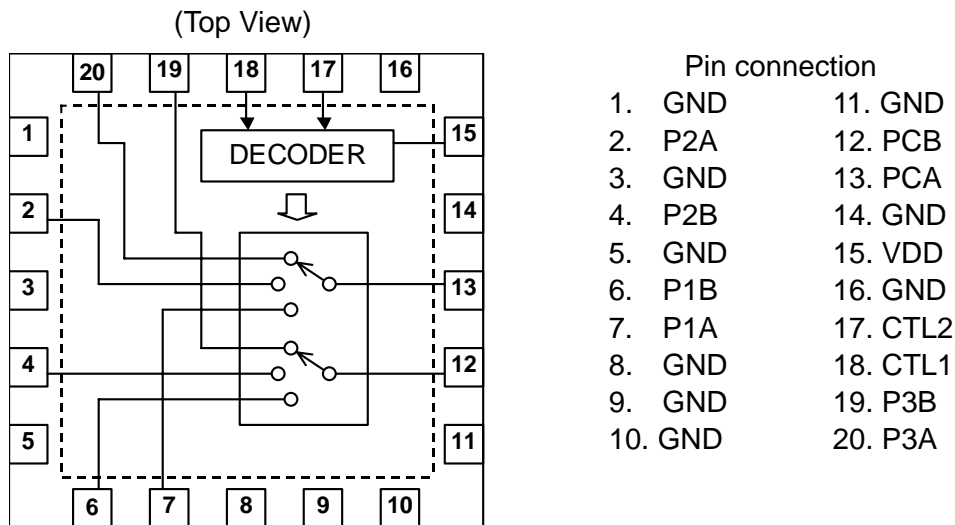 (Top View)
20 19 18 17 16
1 15
DECODER
2 14
3 13
4 12
5 11
6 7 8 9 10
Pin connection
1. GND 11. GND
2. P2A 12. PCB
3. GND 13. PCA
4. P2B 14. GND
5. GND 15. VDD
6. P1B 16. GND
7. P1A 17. CTL2
8. GND 18. CTL1
9. GND 19. P3B
10. GND 20. P3A